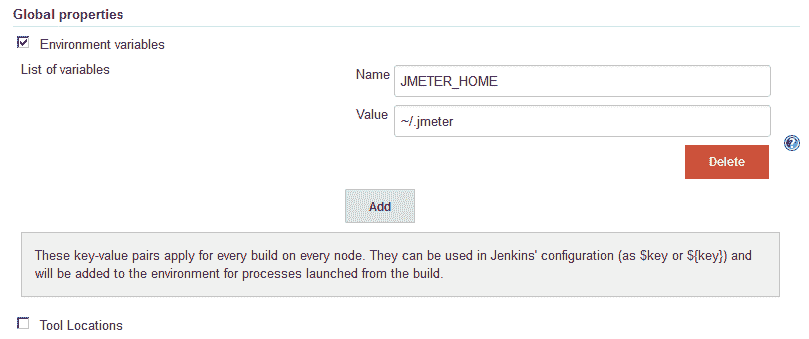 Global properties
Environment variables
List of variables
Name JMETER_HOME
Value ~/.jmeter
?
Delete
Add
These key-value pairs apply for every build on every node. They can be used in Jenkins' configuration (as $key or ${key}) and
will be added to the environment for processes launched from the build.
Tool Locations